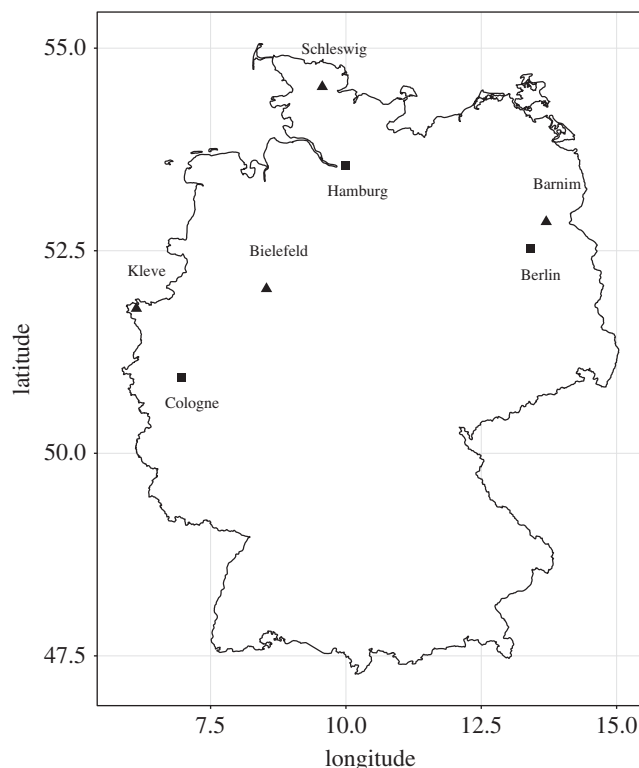 55.0
Schleswig
Hamburg
Barnim
52.5
Bielefeld
Kleve
Berlin
latitude
Cologne
50.0
47.5
7.5 10.0 12.5 15.0
longitude